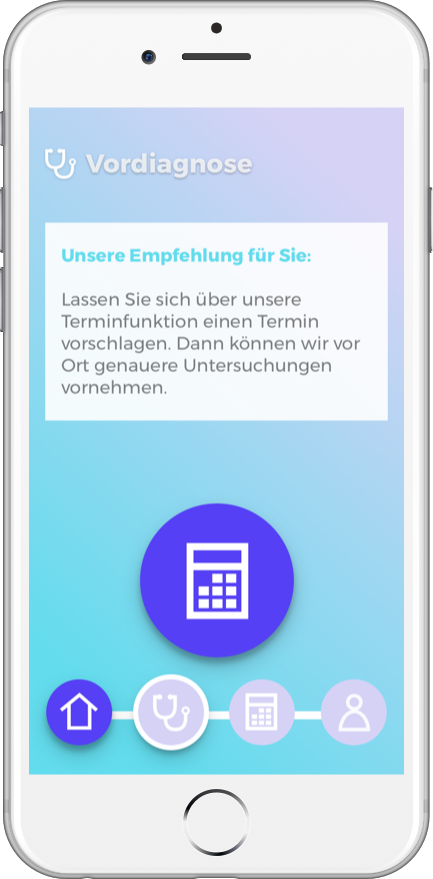 Vordiagnose
Unsere Empfehlung für Sie:
Lassen Sie sich über unsere
Terminfunktion einen Termin
vorschlagen. Dann können wir vor
Ort genauere Untersuchungen
vornehmen.